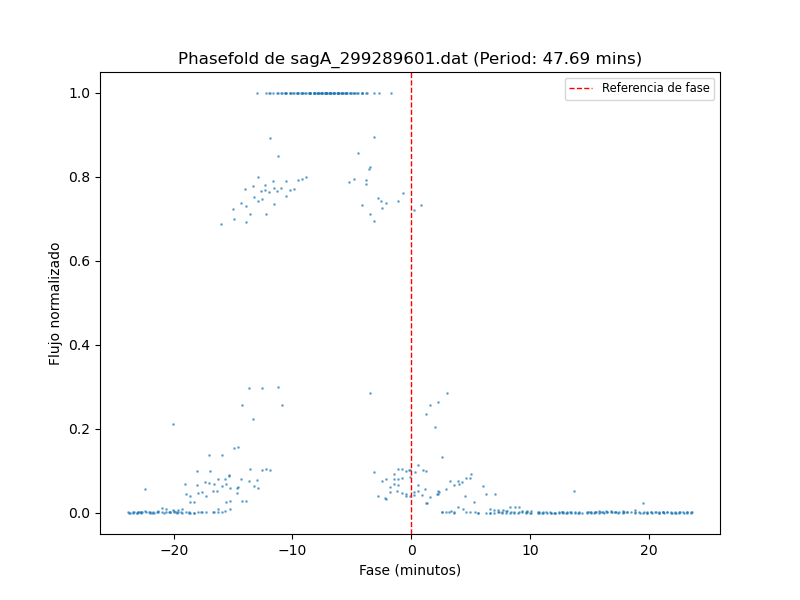 Phasefold de sagA_299289601.dat (Period: 47.69 mins)
Referencia de fase
Flujo normalizado
1.0
0.8
0.6
0.4
0.2
0.0
−20
−10
0
10
20
Fase (minutos)